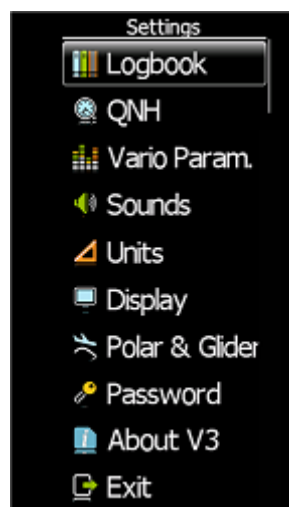 Settings
Logbook
QNH
Vario Param.
Sounds
Units
Display
Polar & Glider
Password
About V3
Exit